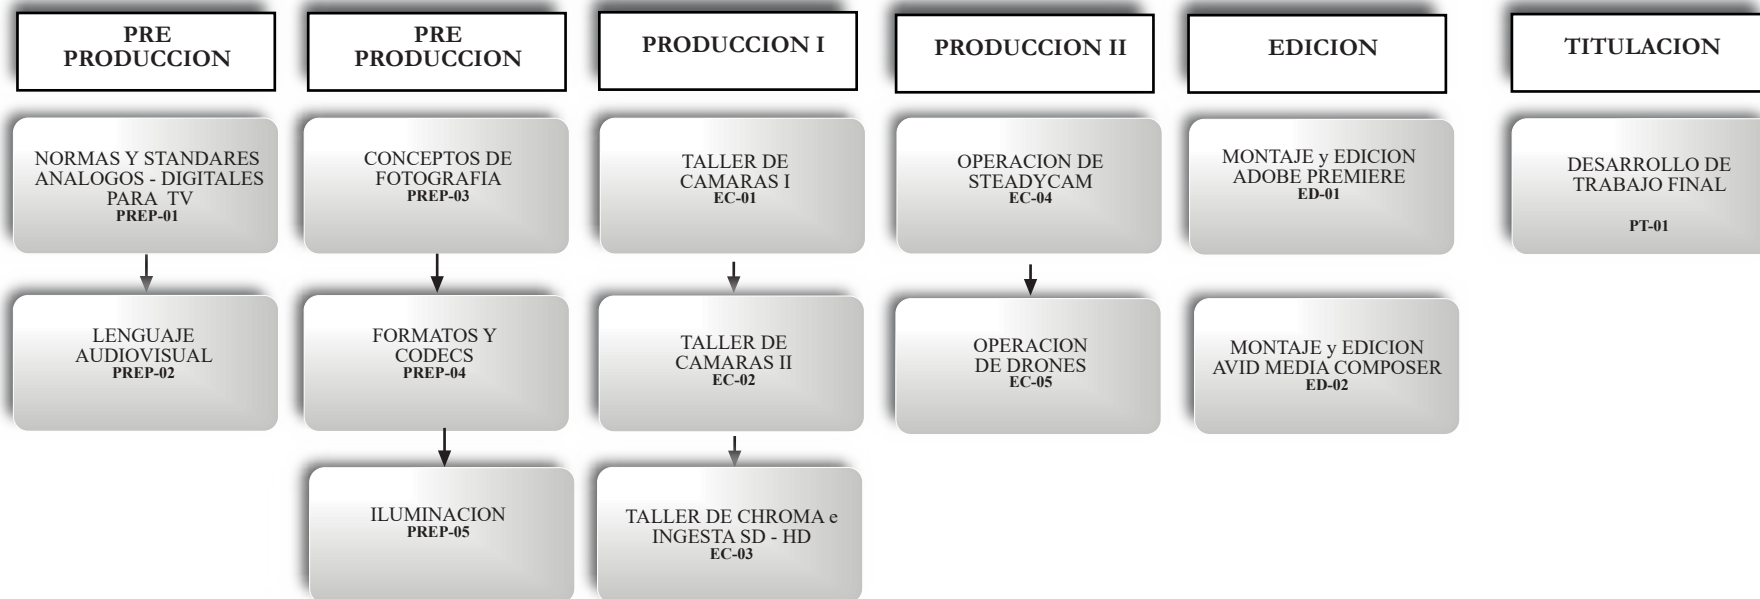 PRE
PRODUCCION
PRE
PRODUCCION
PRODUCCION I
PRODUCCION II
EDICION
TITULACION
NORMAS Y STANDARES
ANALOGOS - DIGITALES
PARA TV
PREP-01
LENGUAJE
AUDIOVISUAL
PREP-02
CONCEPTOS DE
FOTOGRAFIA
PREP-03
FORMATOS Y
CODECS
PREP-04
ILUMINACION
PREP-05
TALLER DE
CAMARAS I
EC-01
TALLER DE
CAMARAS II
EC-02
TALLER DE CHROMA e
INGESTA SD - HD
EC-03
OPERACION DE
STEADYCAM
EC-04
OPERACION
DE DRONES
EC-05
MONTAJE y EDICION
ADOBE PREMIERE
ED-01
MONTAJE y EDICION
AVID MEDIA COMPOSER
ED-02
DESARROLLO DE
TRABAJO FINAL
PT-01